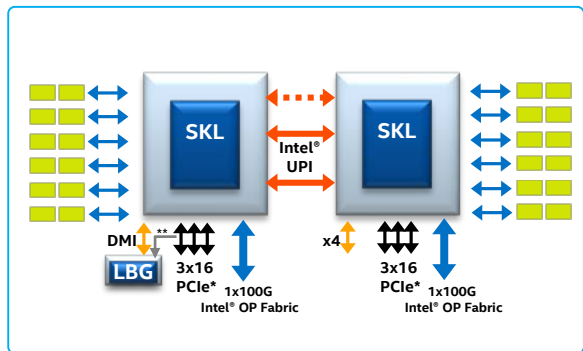 SKL
SKL
Intel®
UPI
DMI
**
LBG
3x16
PCIe*
1x100G
Intel® OP Fabric
x4
3x16
PCIe*
1x100G
Intel® OP Fabric